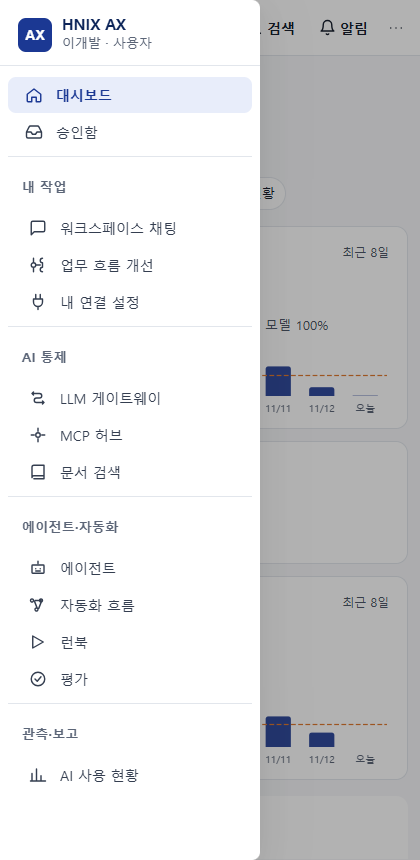 AX
HNIX AX
이개발 · 사용자
검색
알림
대시보드
승인함
내 작업
워크스페이스 채팅
업무 흐름 개선
내 연결 설정
AI 통제
LLM 게이트웨이
MCP 허브
문서 검색
에이전트·자동화
에이전트
자동화 흐름
런북
평가
관측·보고
AI 사용 현황
황
최근 8일
모델 100%
11/11 11/12 오늘
최근 8일
11/11 11/12 오늘